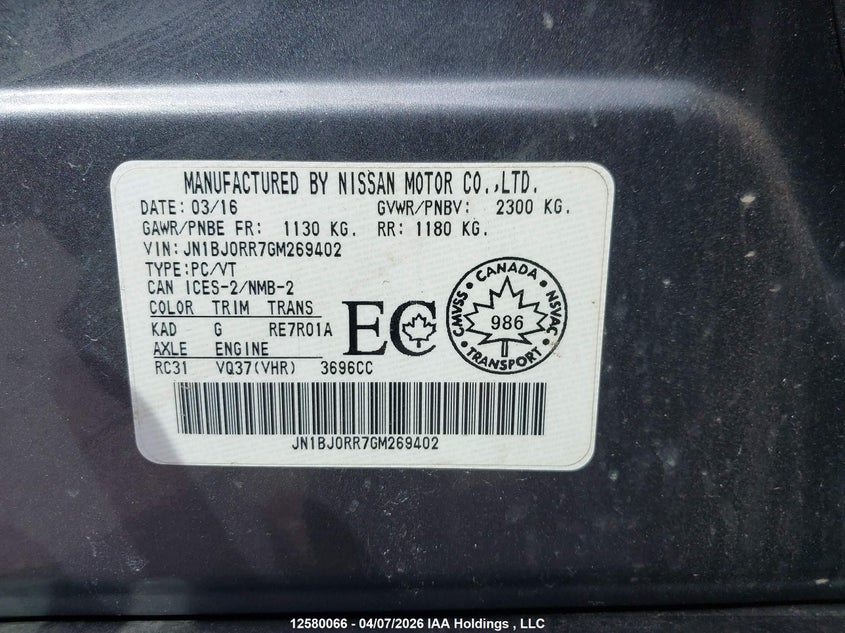 MANUFACTURED BY NISSAN MOTOR CO.,LTD.
DATE: 03/16 GVWR/PNBV: 2300 KG.
GAWR/PNBE FR: 1130 KG. RR: 1180 KG.
VIN: JN1BJ0RR7GM269402
TYPE:PC/VT
CAN ICES-2/NMB-2
COLOR TRIM TRANS
KAD G RE7R01A
AXLE ENGINE
RC31 VQ37(VHR) 3696CC
EC
CANADA
CMVSS NSVAC
986
TRANSPORT
JN1BJ0RR7GM269402
12580066 - 04/07/2026 IAA Holdings , LLC